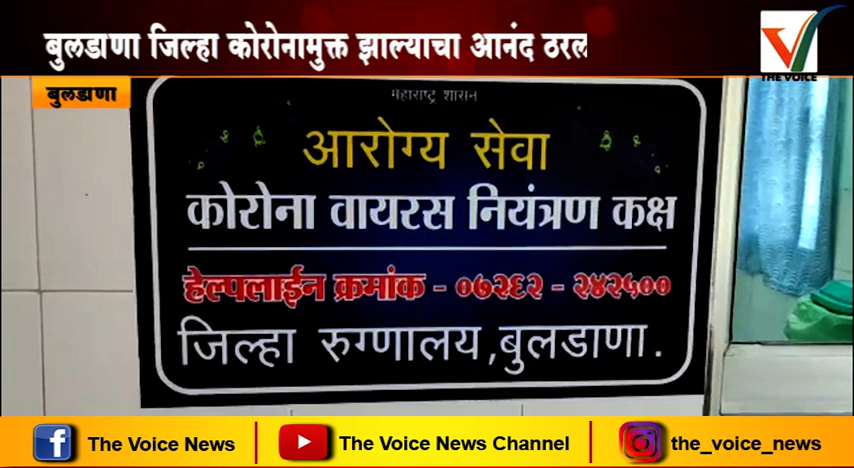 बुलडाणा जिल्हा कोरोनामुक्त झाल्याचा आनंद ठरल
THE VOICE
बुलडाणा
महाराष्ट्र शासन
आरोग्य सेवा
कोरोना वायरस नियंत्रण कक्ष
हेल्पलाईन क्रमांक - ०७२६२ - २४२५००
जिल्हा रुग्णालय,बुलडाणा.
The Voice News
The Voice News Channel
the_voice_news